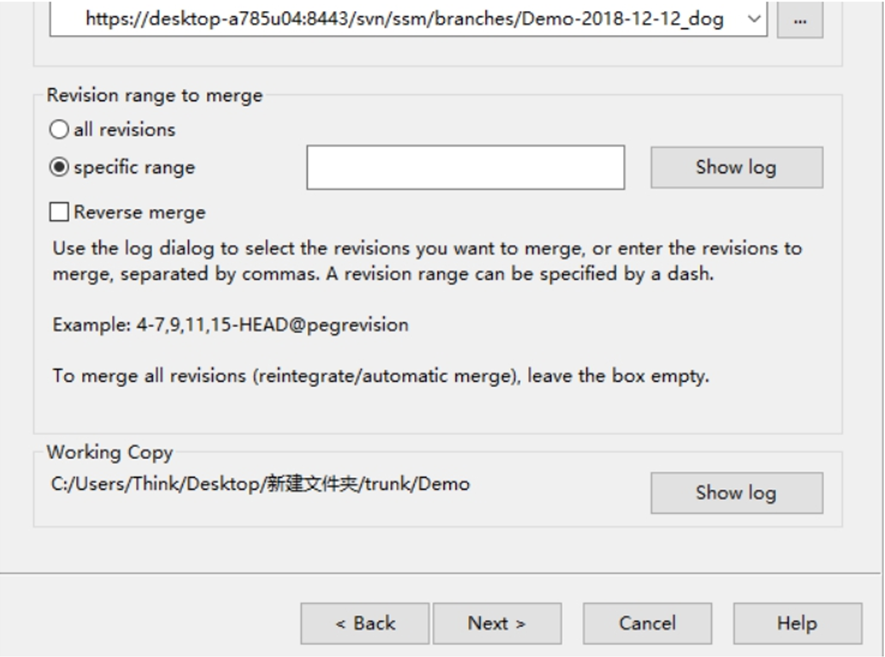 https://desktop-a785u04:8443/svn/ssm/branches/Demo-2018-12-12_dog
...
Revision range to merge
all revisions
specific range
Show log
Reverse merge
Use the log dialog to select the revisions you want to merge, or enter the revisions to
merge, separated by commas. A revision range can be specified by a dash.
Example: 4-7,9,11,15-HEAD@pegrevision
To merge all revisions (reintegrate/automatic merge), leave the box empty.
Working Copy
C:/Users/Think/Desktop/新建文件夹/trunk/Demo
Show log
< Back
Next >
Cancel
Help